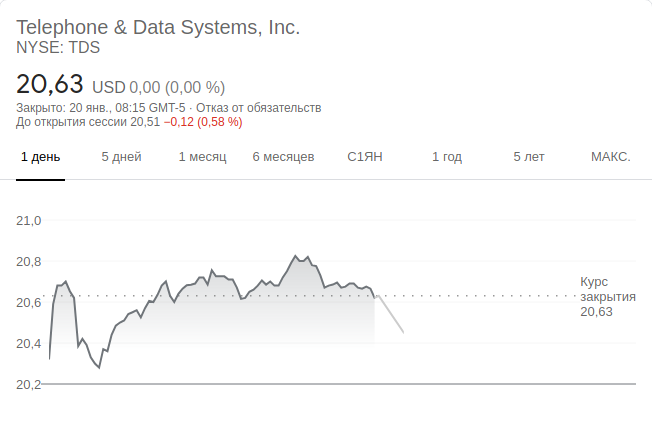 Telephone & Data Systems, Inc.
NYSE: TDS
20,63 USD 0,00 (0,00 %)
Закрыто: 20 янв., 08:15 GMT-5 · Отказ от обязательств
До открытия сессии 20,51 −0,12 (0,58 %)
1 день 5 дней 1 месяц 6 месяцев С1ЯН 1 год 5 лет МАКС.
21,0
20,8
20,6
20,4
20,2
Курс
закрытия
20,63